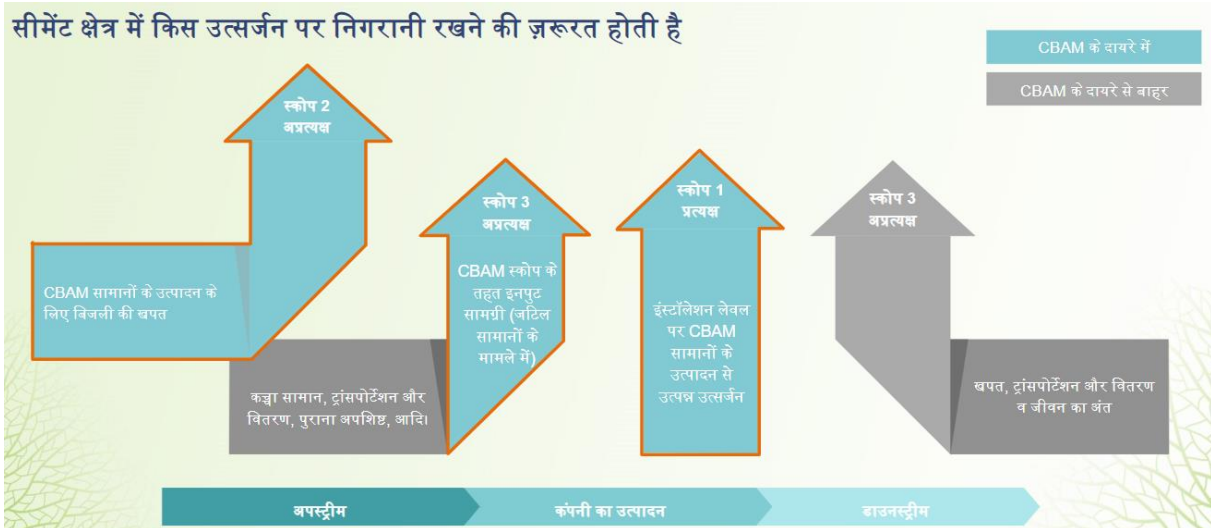 सीमेंट क्षेत्र में किस उत्सर्जन पर निगरानी रखने की ज़रूरत होती है
CBAM के दायरे में
CBAM के दायरे से बाहर
स्कोप 2
अप्रत्यक्ष
CBAM सामानों के उत्पादन के
लिए बिजली की खपत
स्कोप 3
अप्रत्यक्ष
CBAM स्कोप के
तहत इनपुट
सामग्री (जटिल
सामानों के
मामले में)
कच्चा सामान, ट्रांसपोर्टेशन और
वितरण, पुराना अपशिष्ट, आदि।
स्कोप 1
प्रत्यक्ष
इंस्टॉलेशन लेवल
पर CBAM
सामानों के
उत्पादन से
उत्पन्न उत्सर्जन
स्कोप 3
अप्रत्यक्ष
खपत, ट्रांसपोर्टेशन और वितरण
व जीवन का अंत
अपस्ट्रीम
कंपनी का उत्पादन
डाउनस्ट्रीम